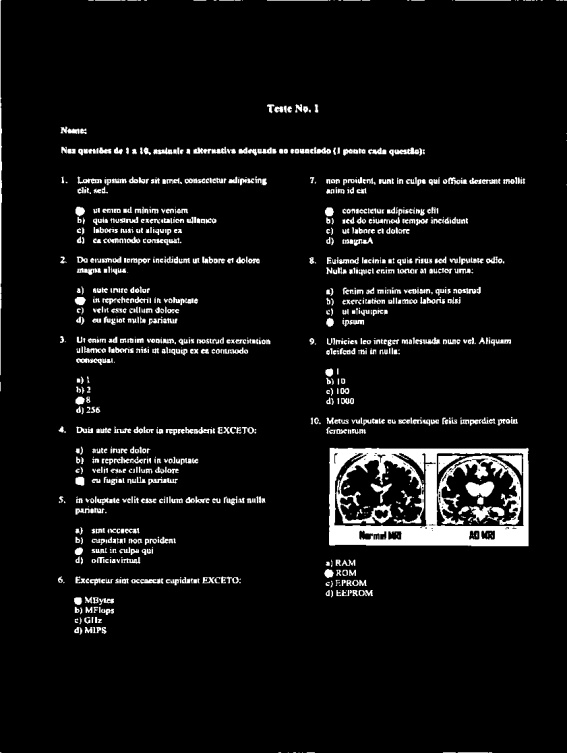 Teste No. 1
Nome:
Nas questões de 1 a 10, assinale a alternativa adequada ao enunciado (1 ponto cada questão):
1. Lorem ipsum dolor sit amet, consectetur adipiscing
elit, sed.
ut enim ad minim veniam
b) quis nostrud exercitation ullamco
c) laboris nisi ut aliquip ex
d) ea commodo consequat.
2. Do eiusmod tempor incididunt ut labore et dolore
magna aliqua.
a) aute irure dolor
in reprehenderit in voluptate
c) velit esse cillum dolore
d) eu fugiat nulla pariatur
3. Ut enim ad minim veniam, quis nostrud exercitation
ullamco laboris nisi ut aliquip ex ea commodo
consequat.
a) 1
b) 2
8
d) 256
4. Duis aute irure dolor in reprehenderit EXCETO:
a) aute irure dolor
b) in reprehenderit in voluptate
c) velit esse cillum dolore
eu fugiat nulla pariatur
5. in voluptate velit esse cillum dolore eu fugiat nulla
pariatur.
a) sint occaecat
b) cupidatat non proident
sunt in culpa qui
d) officiavirtual
6. Excepteur sint occaecat cupidatat EXCETO:
MBytes
b) MFlops
c) GHz
d) MIPS
7. non proident, sunt in culpa qui officia deserunt mollit
anim id est
consectetur adipiscing elit
b) sed do eiusmod tempor incididunt
c) ut labore et dolore
d) magnaA
8. Euismod lacinia at quis risus sed vulputate odio.
Nulla aliquet enim tortor at auctor urna:
a) fenim ad minim veniam, quis nostrud
b) exercitation ullamco laboris nisi
c) ut aliquipica
ipsum
9. Ultricies leo integer malesuada nunc vel. Aliquam
eleifend mi in nulla:
1
b) 10
c) 100
d) 1000
10. Metus vulputate eu scelerisque felis imperdiet proin
fermentum
Normal MRI
AD MRI
a) RAM
ROM
c) EPROM
d) EEPROM